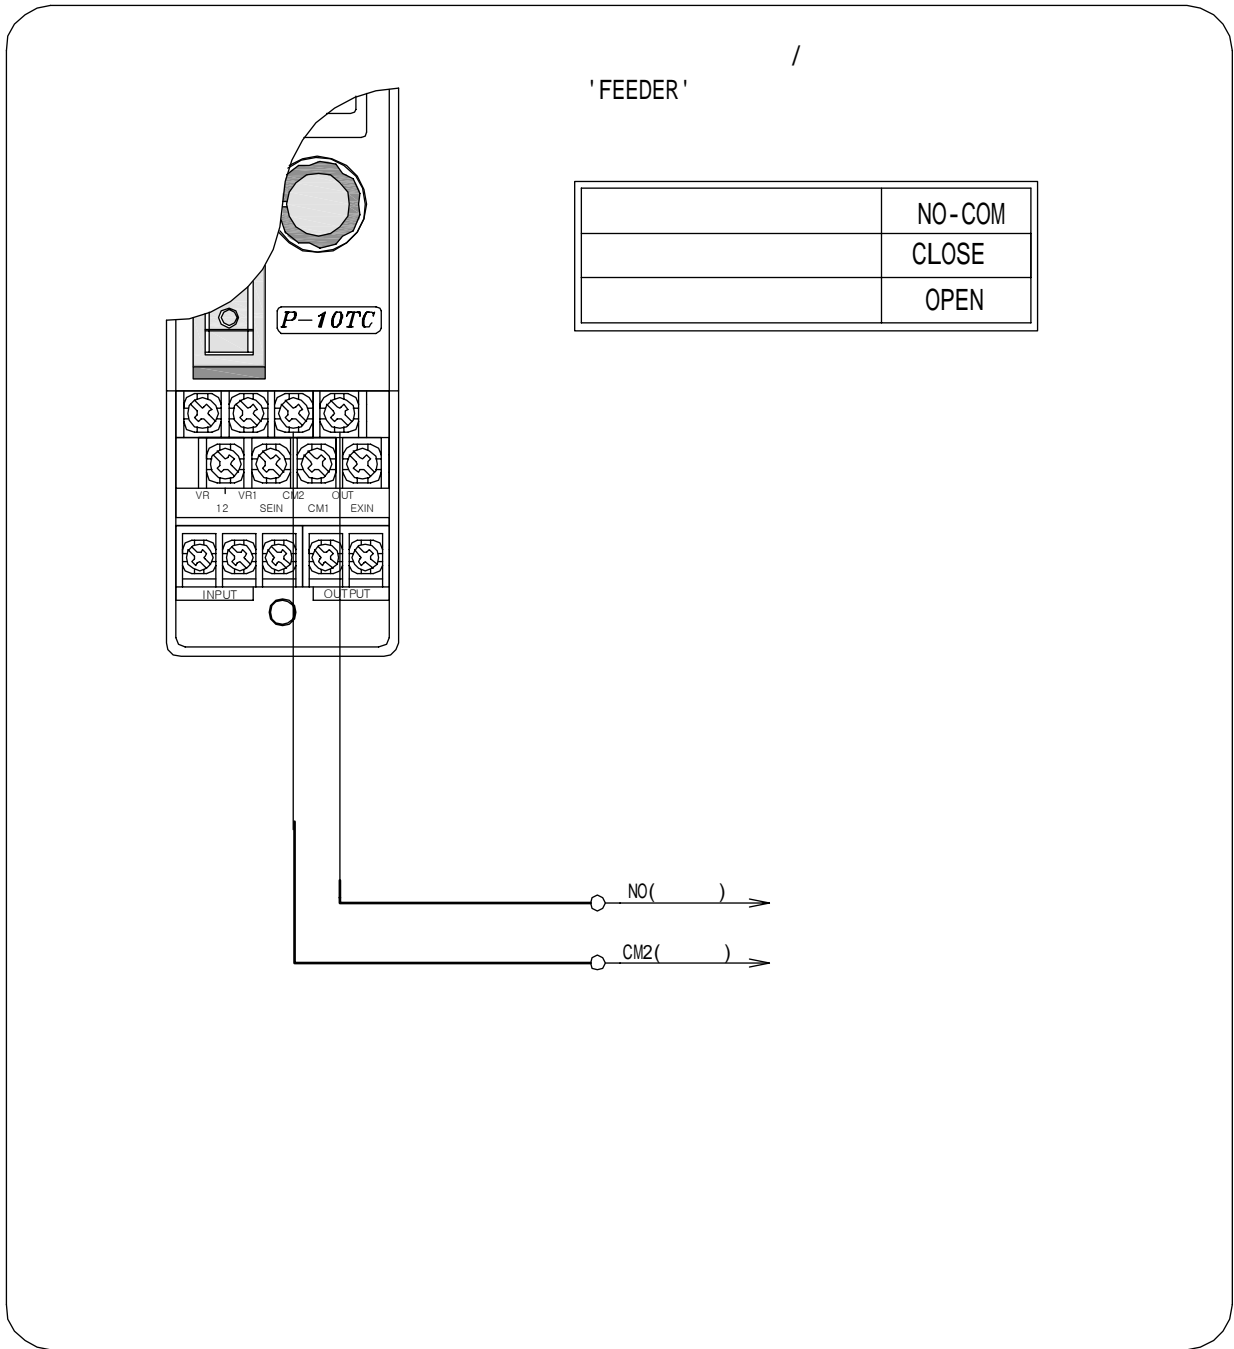 /
'FEEDER'
NO-COM
CLOSE
OPEN
P-10TC
VR VR1 CM2 OUT
12 SEIN CM1 EXIN
INPUT OUTPUT
NO( )
CM2( )